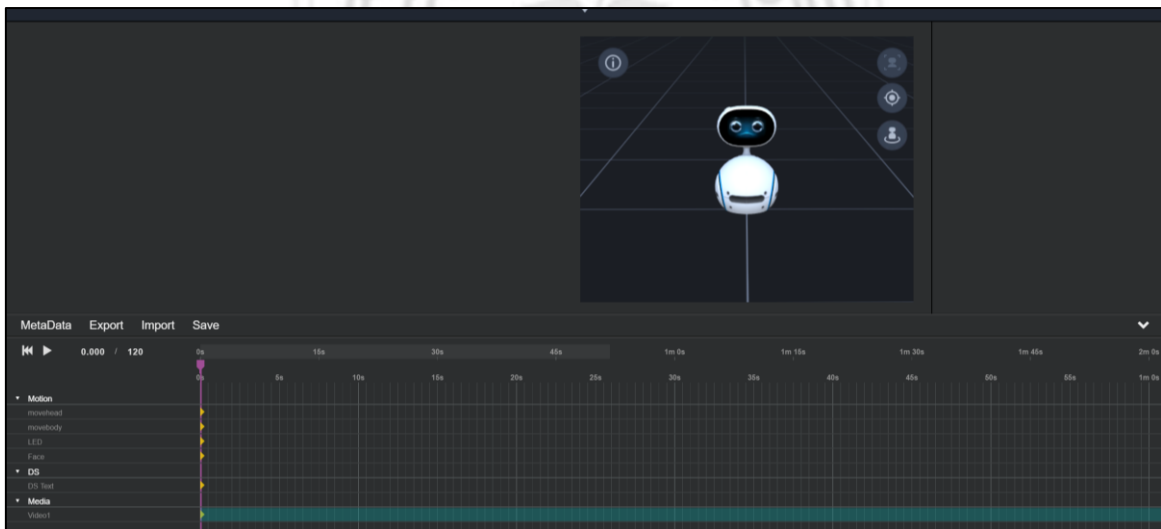 MetaData Export Import Save
0.000 / 120 0s 15s 30s 45s 1m 0s 1m 15s 1m 30s 1m 45s 2m 0s
0s 5s 10s 15s 20s 25s 30s 35s 40s 45s 50s 55s 1m 0s
Motion
movehead
movebody
LED
Face
DS
DS Text
Media
Video1